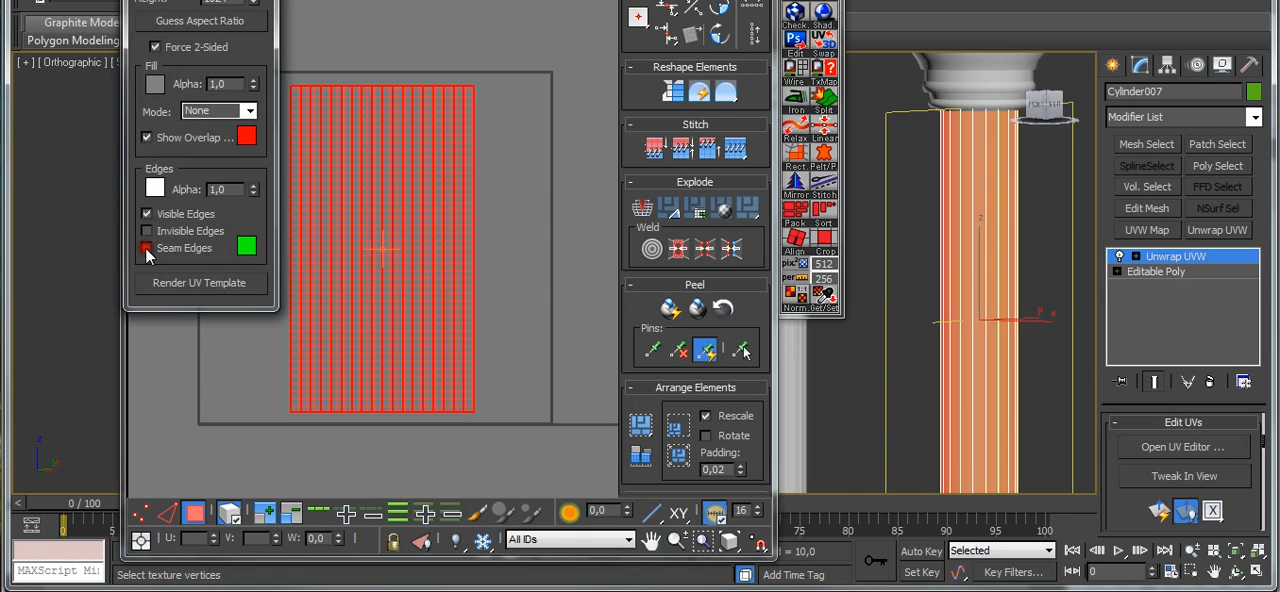 Graphite Mode
Polygon Modeling
[ + ] [ Orthographic ] [
Guess Aspect Ratio
Force 2-Sided
Fill
Alpha: 1,0
Mode: None
Show Overlap ...
Edges
Alpha: 1,0
Visible Edges
Invisible Edges
Seam Edges
Render UV Template
Reshape Elements
Stitch
Explode
Weld
Peel
Pins:
Arrange Elements
Rescale
Rotate
Padding:
0,02
Check. Shad
Edit Swap
Wire TxMap
Iron Split
Relax Linear
Rect. Pelt/P
Mirror Stitch
Pack Sort
Align Crop
pix² 512
per 256
Norm. Get/Set
z
y
x
Cylinder007
Modifier List
Mesh Select Patch Select
SplineSelect Poly Select
Vol. Select FFD Select
Edit Mesh NSurf Sel
UVW Map Unwrap UVW
Unwrap UVW
Editable Poly
Edit UVs
Open UV Editor ...
Tweak In View
z
y
0 / 100
0
MAXScript Mi
0,0
XY
16
U: V: W: 0,0
All IDs
Select texture vertices
75 80 85 90 95 100
= 10,0
Add Time Tag
Auto Key Selected
Set Key Key Filters...
0